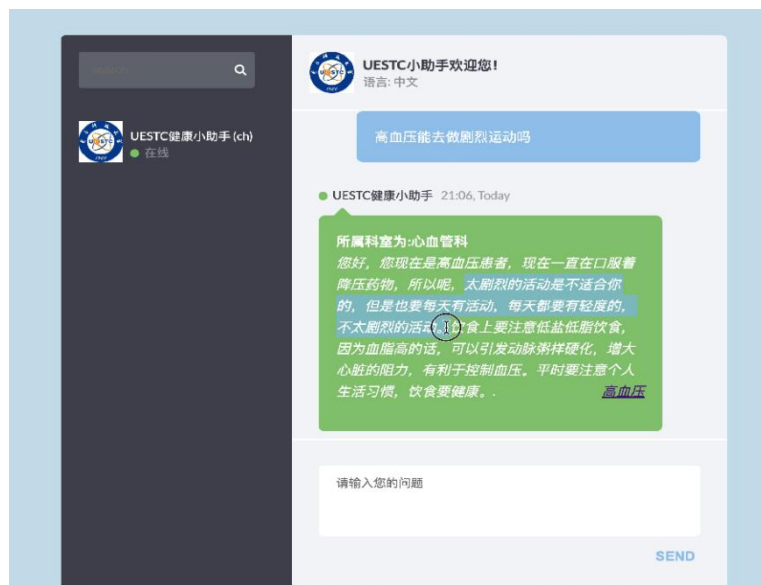 search
UESTC小助手欢迎您!
语言: 中文
UESTC健康小助手(ch)
在线
高血压能去做剧烈运动吗
UESTC健康小助手 21:06, Today
所属科室为:心血管科
您好, 您现在是高血压患者, 现在一直在口服着
降压药物, 所以呢, 太剧烈的活动是不适合你
的, 但是也要每天有活动, 每天都要有轻度的,
不太剧烈的活动。饮食上要注意低盐低脂饮食,
因为血脂高的话, 可以引发动脉粥样硬化, 增大
心脏的阻力, 有利于控制血压。平时要注意个人
生活习惯, 饮食要健康。. 高血压
请输入您的问题
SEND